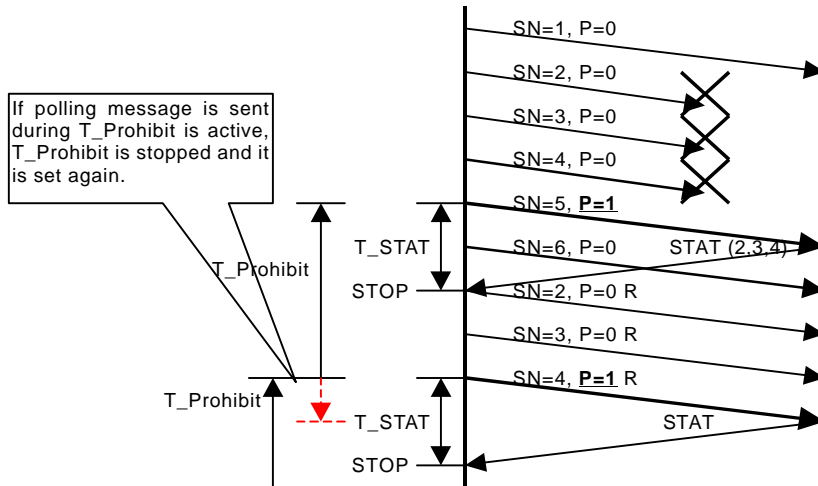 SN=1, P=0
SN=2, P=0
SN=3, P=0
SN=4, P=0
If polling message is sent
during T_Prohibit is active,
T_Prohibit is stopped and it
is set again.
SN=5, P=1
T_STAT
SN=6, P=0
STAT (2,3,4)
T_Prohibit
STOP
SN=2, P=0 R
SN=3, P=0 R
SN=4, P=1 R
T_Prohibit
T_STAT
STAT
STOP